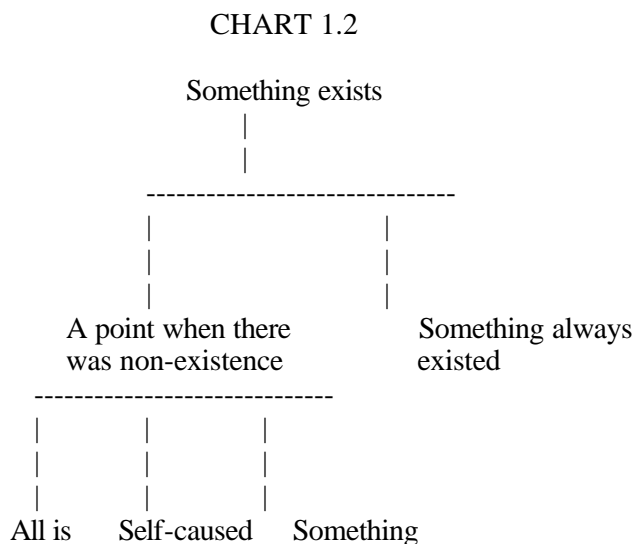 CHART 1.2
Something exists
A point when there Something always
was non-existence existed
All is Self-caused Something